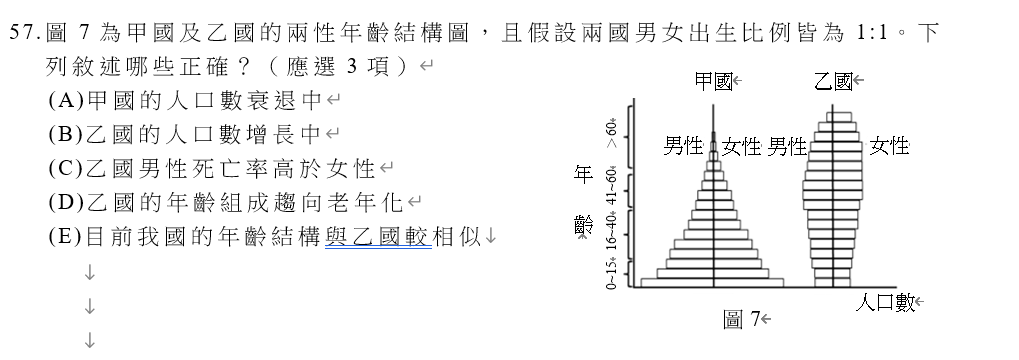 57.圖 7 為甲國及乙國的兩性年齡結構圖，且假設兩國男女出生比例皆為 1:1。下
列敘述哪些正確？（應選 3 項）
(A)甲國的人口數衰退中
(B)乙國的人口數增長中
(C)乙國男性死亡率高於女性
(D)乙國的年齡組成趨向老年化
(E)目前我國的年齡結構與乙國較相似
甲國
乙國
男性
女性
男性
女性
年齡
>60
41~60
16~40
0~15
人口數
圖 7